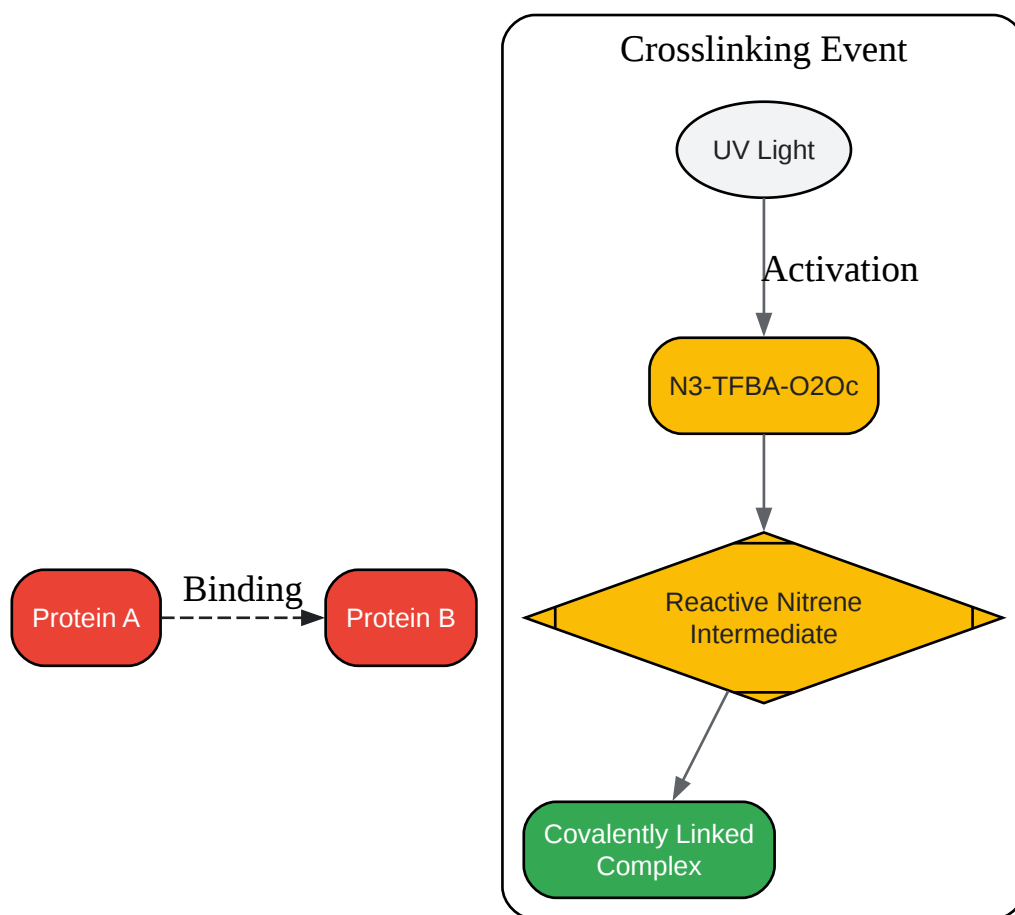 Crosslinking Event
UV Light
Activation
N3-TFBA-O2Oc
Reactive Nitrene
Intermediate
Protein A
Binding
Protein B
Covalently Linked
Complex